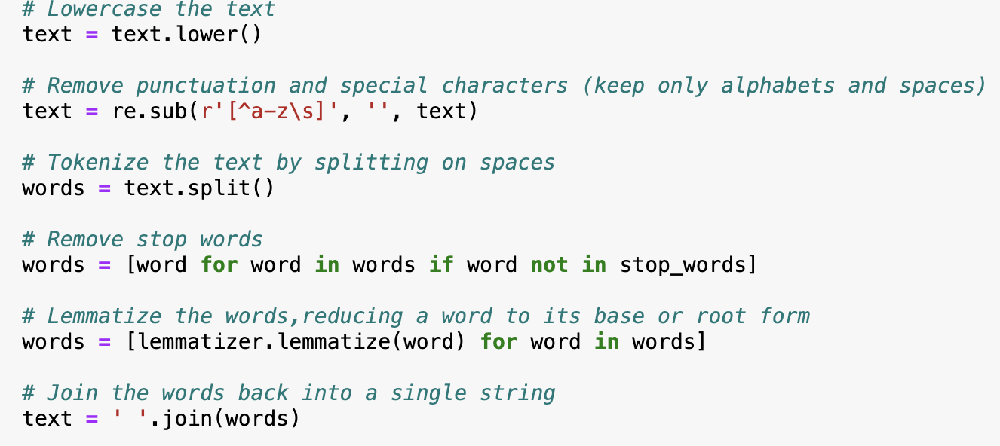 # Lowercase the text
text = text.lower()
# Remove punctuation and special characters (keep only alphabets and spaces)
text = re.sub(r'[^a-z\s]', '', text)
# Tokenize the text by splitting on spaces
words = text.split()
# Remove stop words
words = [word for word in words if word not in stop_words]
# Lemmatize the words,reducing a word to its base or root form
words = [lemmatizer.lemmatize(word) for word in words]
# Join the words back into a single string
text = ' '.join(words)